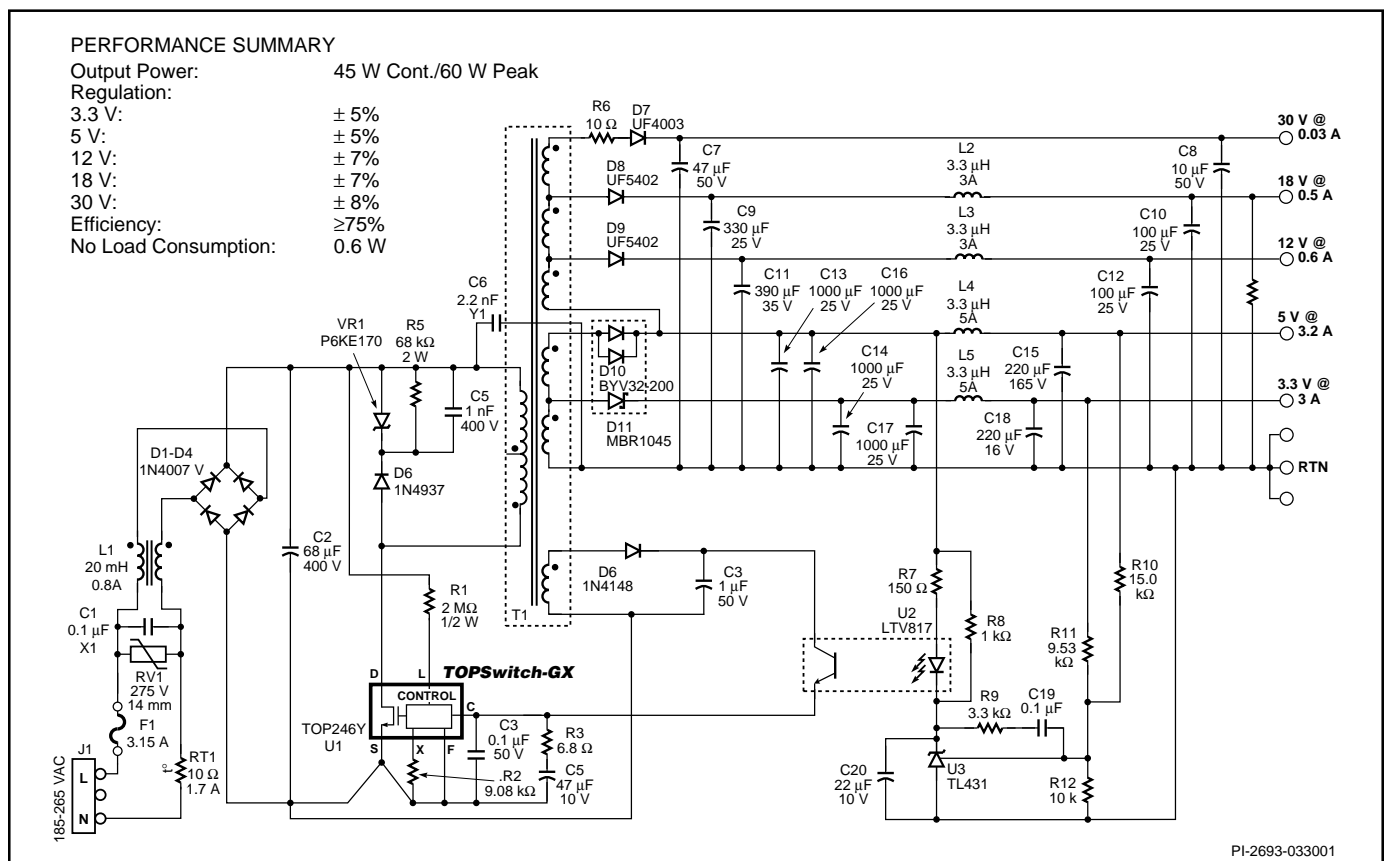 PERFORMANCE SUMMARY
Output Power: 45 W Cont./60 W Peak
Regulation:
3.3 V: ± 5%
5 V: ± 5%
12 V: ± 7%
18 V: ± 7%
30 V: ± 8%
Efficiency: ≥75%
No Load Consumption: 0.6 W
R6
10 Ω
D7
UF4003
C7
47 µF
50 V
D8
UF5402
C9
330 µF
25 V
D9
UF5402
L2
3.3 µH
3A
L3
3.3 µH
3A
C8
10 µF
50 V
C10
100 µF
25 V
30 V @
0.03 A
18 V @
0.5 A
12 V @
0.6 A
C6
2.2 nF
Y1
C11
390 µF
35 V
C13
1000 µF
25 V
C16
1000 µF
25 V
L4
3.3 µH
5A
C12
100 µF
25 V
5 V @
3.2 A
VR1
P6KE170
R5
68 kΩ
2 W
C5
1 nF
400 V
D10
BYV32-200
D11
MBR1045
C14
1000 µF
25 V
C17
1000 µF
25 V
L5
3.3 µH
5A
C15
220 µF
165 V
C18
220 µF
16 V
3.3 V @
3 A
RTN
D1-D4
1N4007 V
D6
1N4937
L1
20 mH
0.8A
C2
68 µF
400 V
C1
0.1 µF
X1
RV1
275 V
14 mm
F1
3.15 A
J1
L
N
185-265 VAC
t°
RT1
10 Ω
1.7 A
R1
2 MΩ
1/2 W
T1
D6
1N4148
C3
1 µF
50 V
R7
150 Ω
U2
LTV817
R8
1 kΩ
R10
15.0
kΩ
R11
9.53
kΩ
TOPSwitch-GX
D
L
CONTROL
C
S
X
F
TOP246Y
U1
.R2
9.08 kΩ
C3
0.1 µF
50 V
R3
6.8 Ω
C5
47 µF
10 V
R9
3.3 kΩ
C19
0.1 µF
C20
22 µF
10 V
U3
TL431
R12
10 k
PI-2693-033001